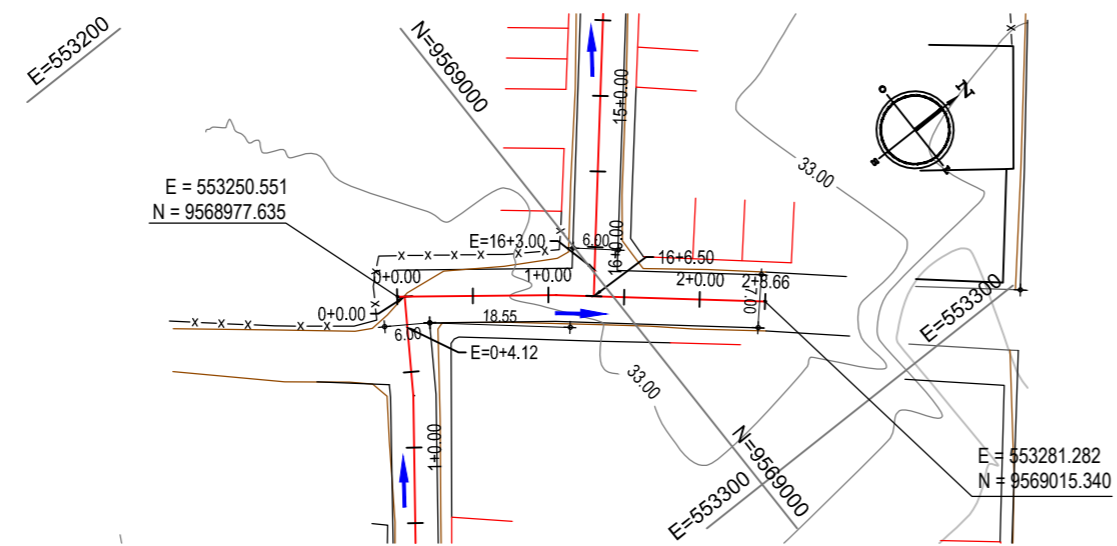 E=553200
N=9569000
15+0.00
33.00
E = 553250.551
N = 9568977.635
E=16+3.00
6.00
16+0.00
16+6.50
0+0.00
1+0.00
2+0.00
2+8.66
7.00
0+0.00
18.55
6.00
E=0+4.12
E=553300
33.00
1+0.00
N=9569000
E=553300
E = 553281.282
N = 9569015.340
N